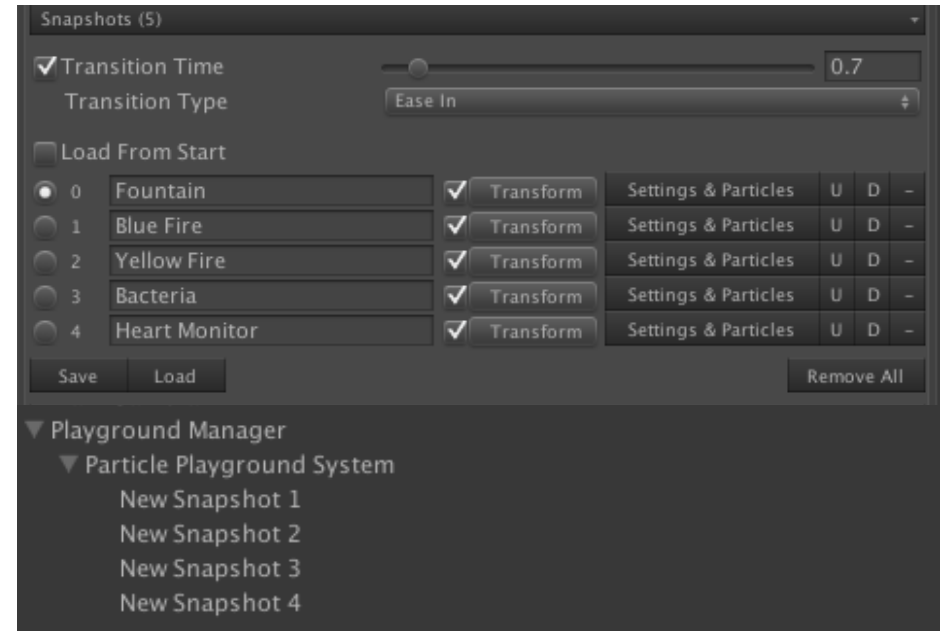 Snapshots (5)
Transition Time 0.7
Transition Type Ease In
Load From Start
0 Fountain Transform Settings & Particles U D –
1 Blue Fire Transform Settings & Particles U D –
2 Yellow Fire Transform Settings & Particles U D –
3 Bacteria Transform Settings & Particles U D –
4 Heart Monitor Transform Settings & Particles U D –
Save Load Remove All
Playground Manager
Particle Playground System
New Snapshot 1
New Snapshot 2
New Snapshot 3
New Snapshot 4